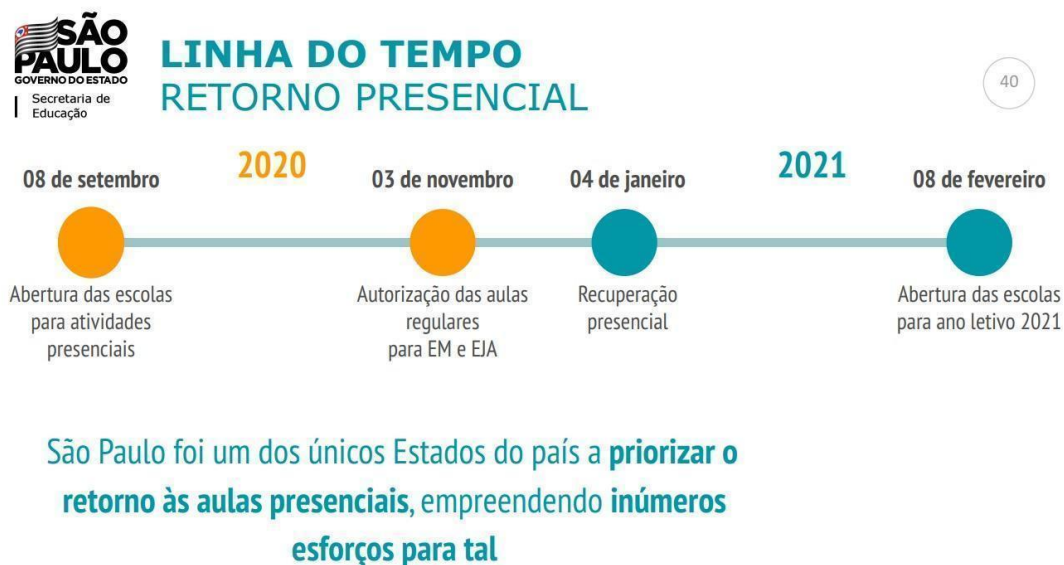 SÃO
PAULO
GOVERNO DO ESTADO
Secretaria de
Educação
LINHA DO TEMPO
RETORNO PRESENCIAL
40
2020
2021
08 de setembro
03 de novembro
04 de janeiro
08 de fevereiro
Abertura das escolas
para atividades
presenciais
Autorização das aulas
regulares
para EM e EJA
Recuperação
presencial
Abertura das escolas
para ano letivo 2021
São Paulo foi um dos únicos Estados do país a priorizar o
retorno às aulas presenciais, empreendendo inúmeros
esforços para tal